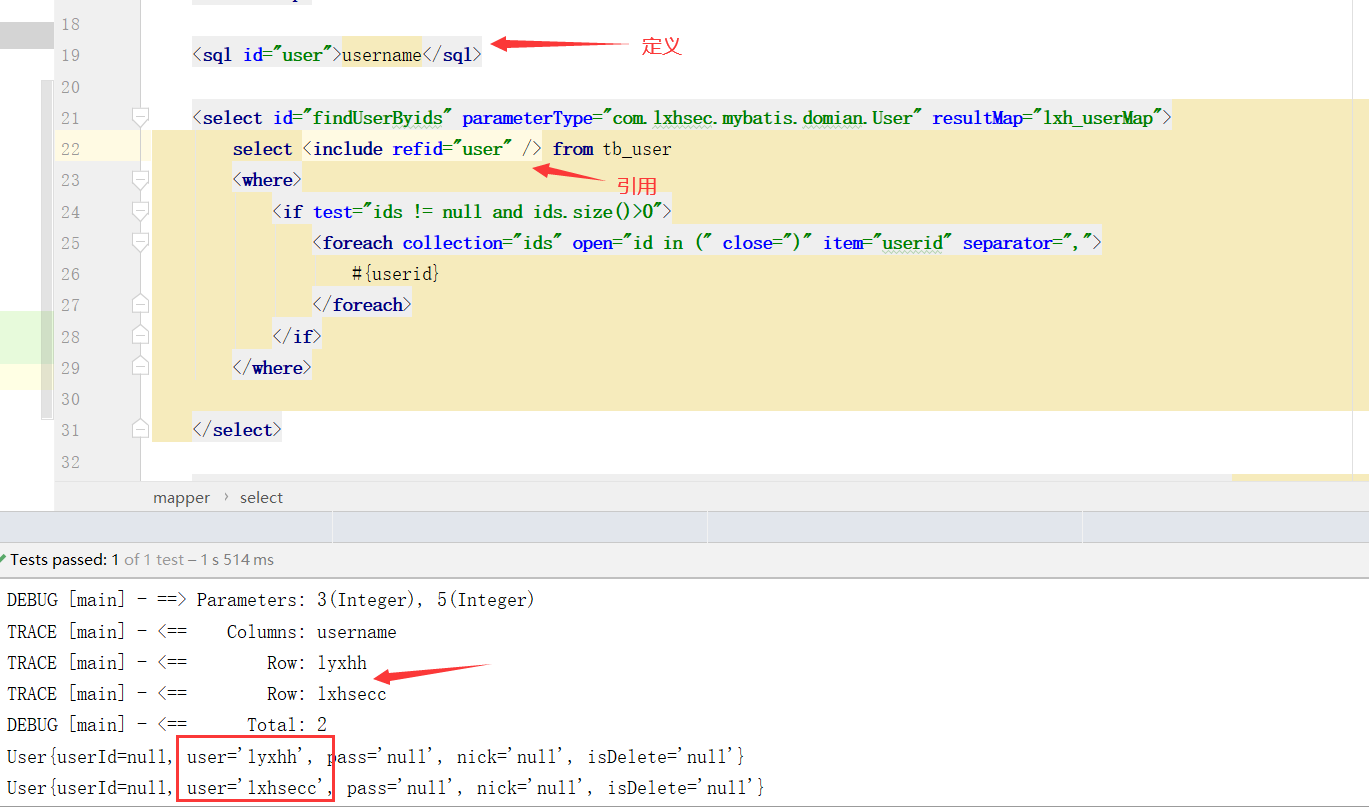 18
19 <sql id="user">username</sql> 定义
20
21 <select id="findUserByids" parameterType="com.lxhsec.mybatis.domian.User" resultMap="lxh_userMap">
22 select <include refid="user" /> from tb_user
23 <where> 引用
24 <if test="ids != null and ids.size()>0">
25 <foreach collection="ids" open="id in (" close=")" item="userid" separator=",">
26 #{userid}
27 </foreach>
28 </if>
29 </where>
30
31 </select>
32
mapper › select
Tests passed: 1 of 1 test – 1 s 514 ms
DEBUG [main] - ==> Parameters: 3(Integer), 5(Integer)
TRACE [main] - <== Columns: username
TRACE [main] - <== Row: lyxhh
TRACE [main] - <== Row: lxhsecc
DEBUG [main] - <== Total: 2
User{userId=null, user='lyxhh', pass='null', nick='null', isDelete='null'}
User{userId=null, user='lxhsecc', pass='null', nick='null', isDelete='null'}